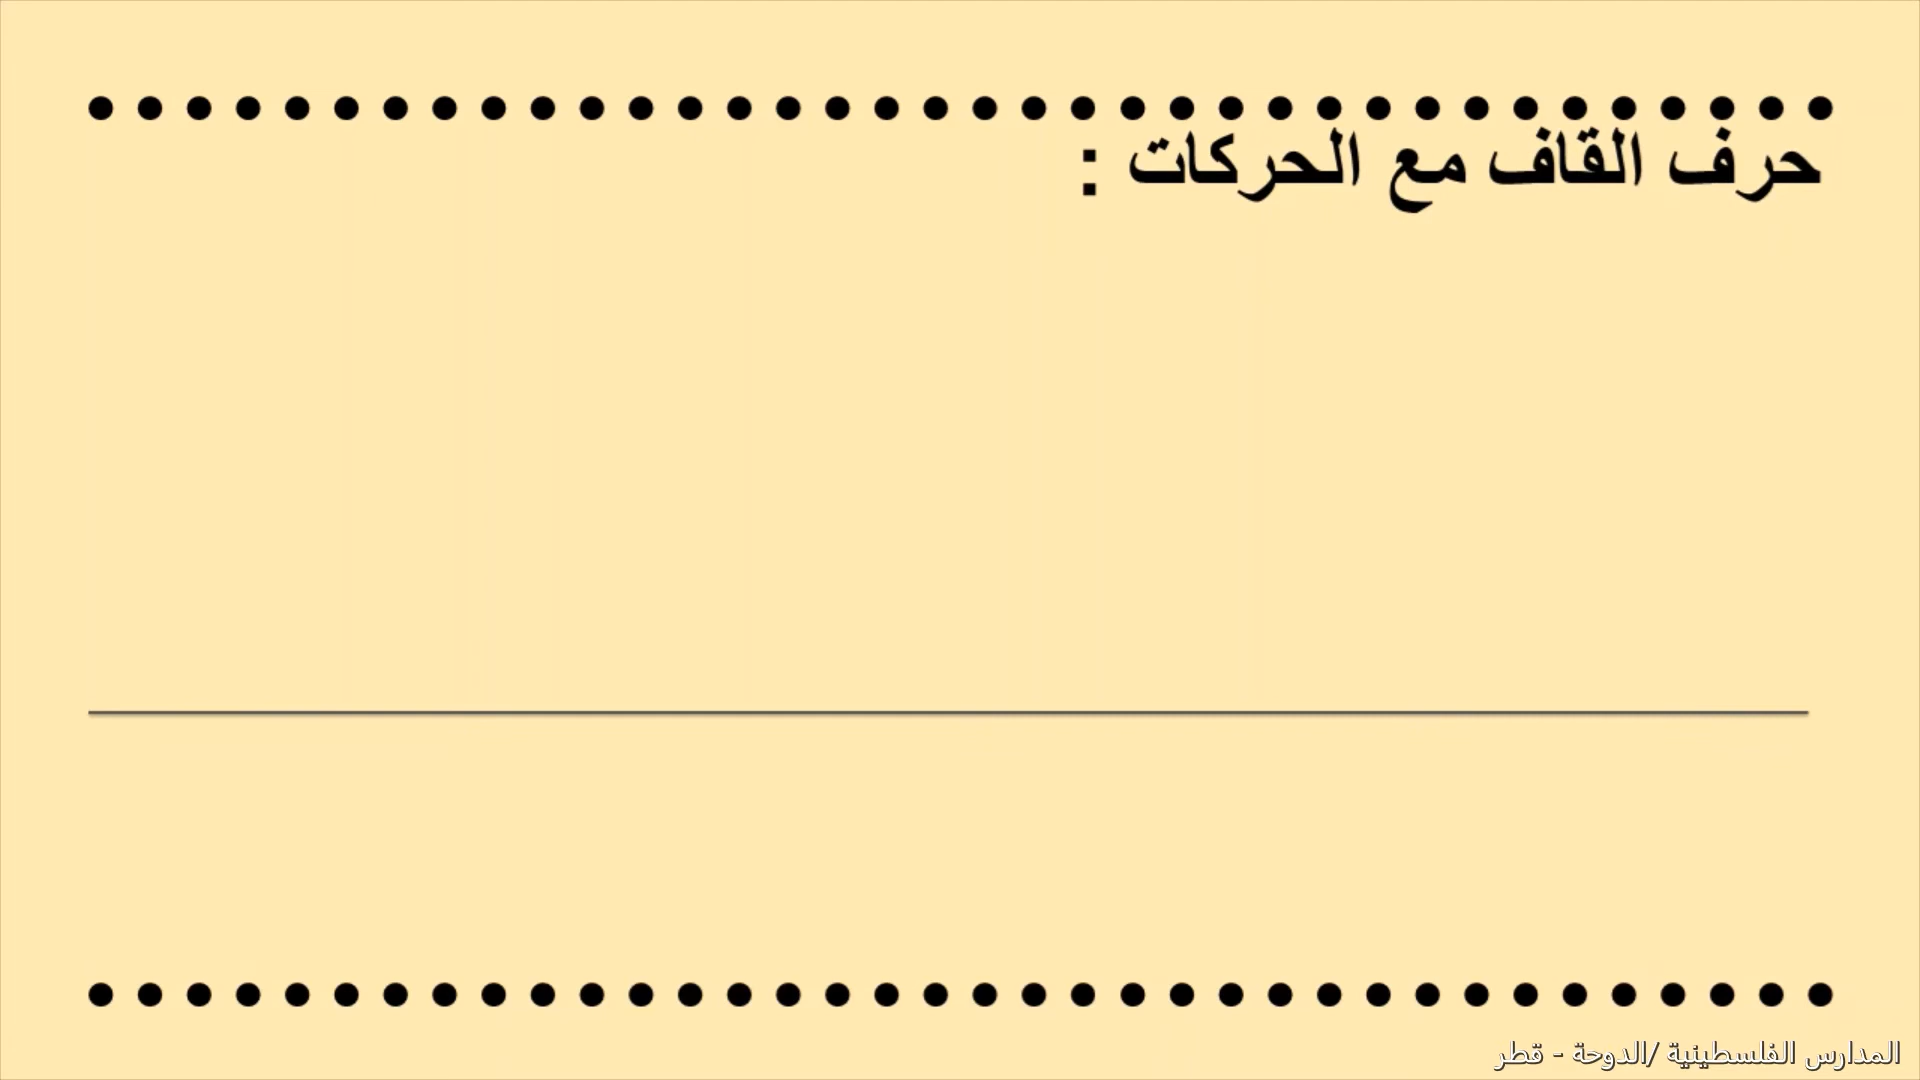 حرف القاف مع الحركات :
المدارس الفلسطينية /الدوحة - قطر